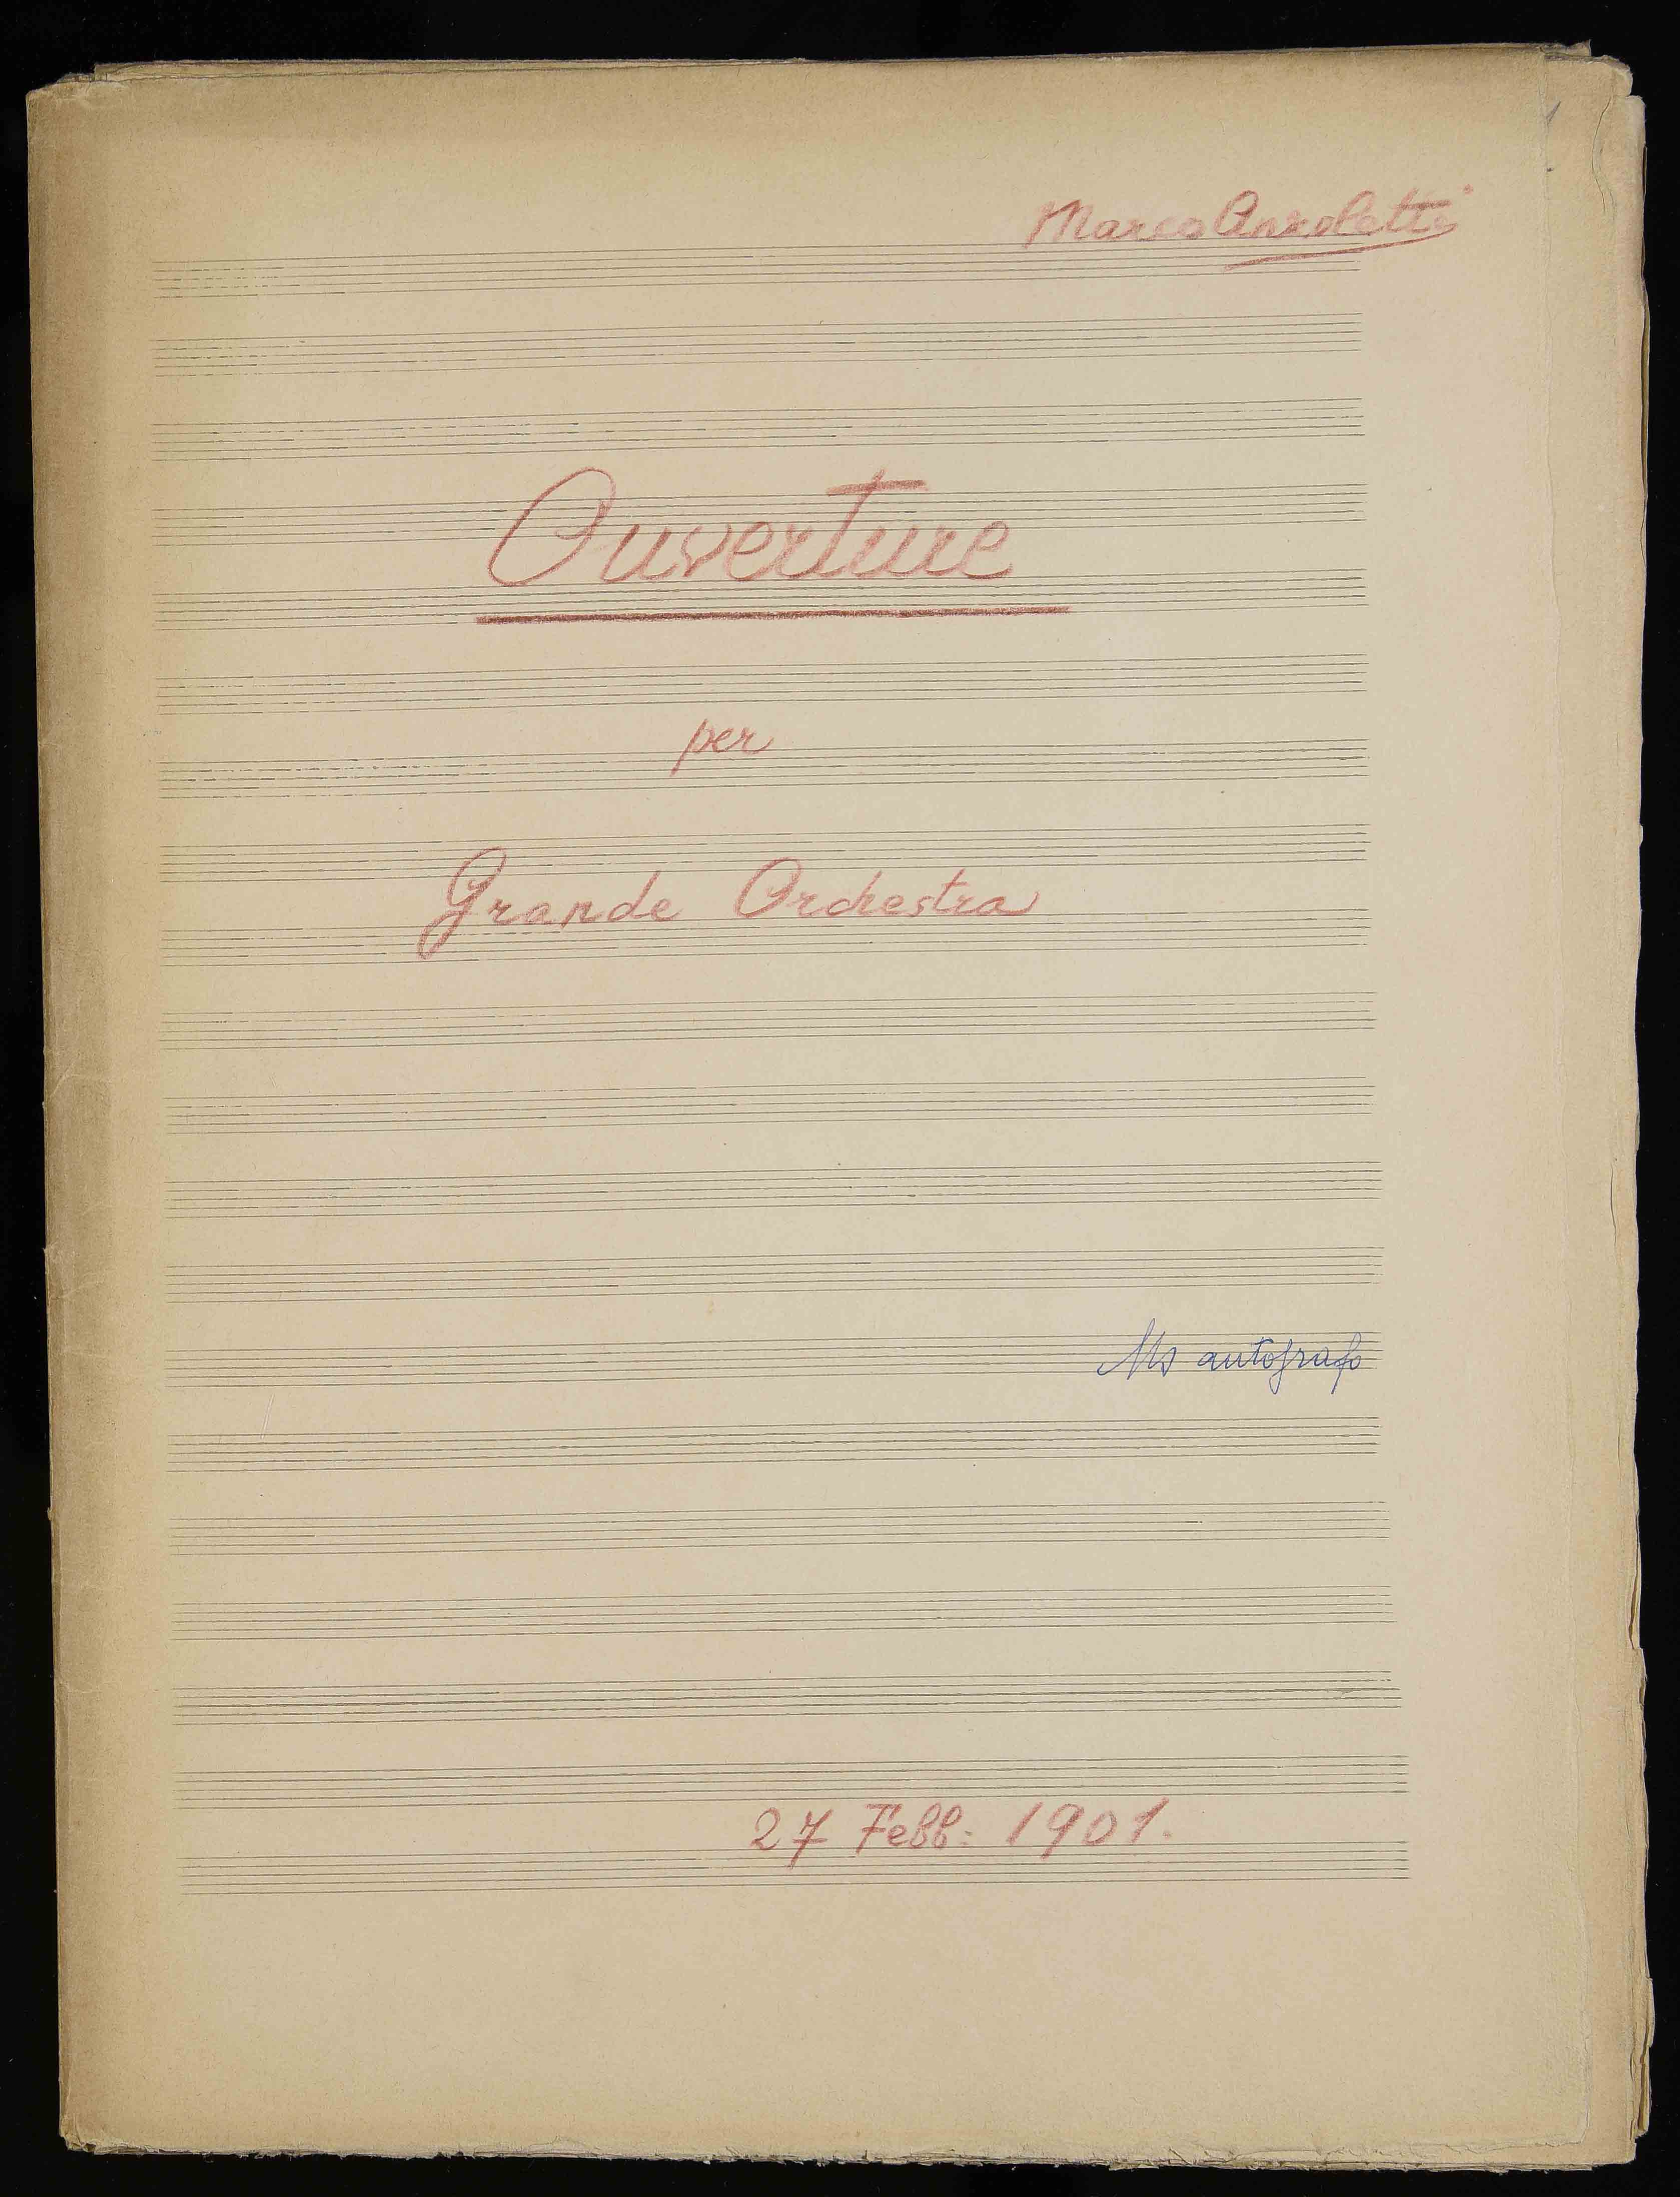 Marco Anzoletti
Ouverture
per
Grande Orchestra
Ms autografo
27 Febb: 1901.